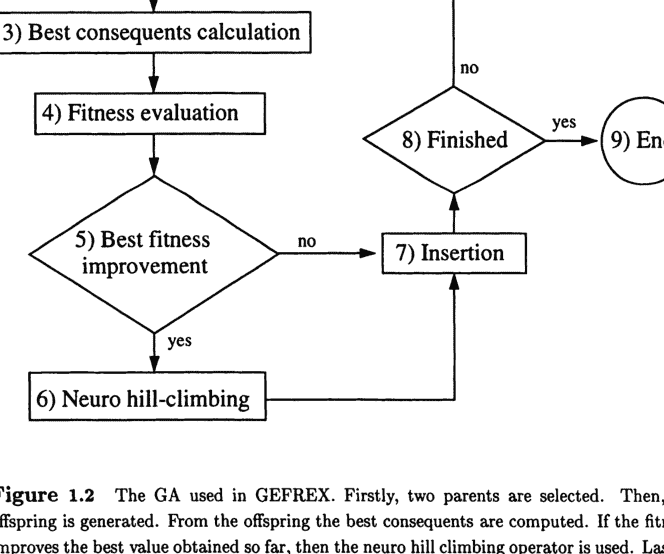 3) Best consequents calculation
4) Fitness evaluation
5) Best fitness
improvement
yes
no
6) Neuro hill-climbing
7) Insertion
8) Finished
no
yes
9)
Figure 1.2 The GA used in GEFREX. Firstly, two parents are selected. Then,
offspring is generated. From the offspring the best consequents are computed. If the
improves the best value obtained so far, then the neuro hill climbing operator is used.